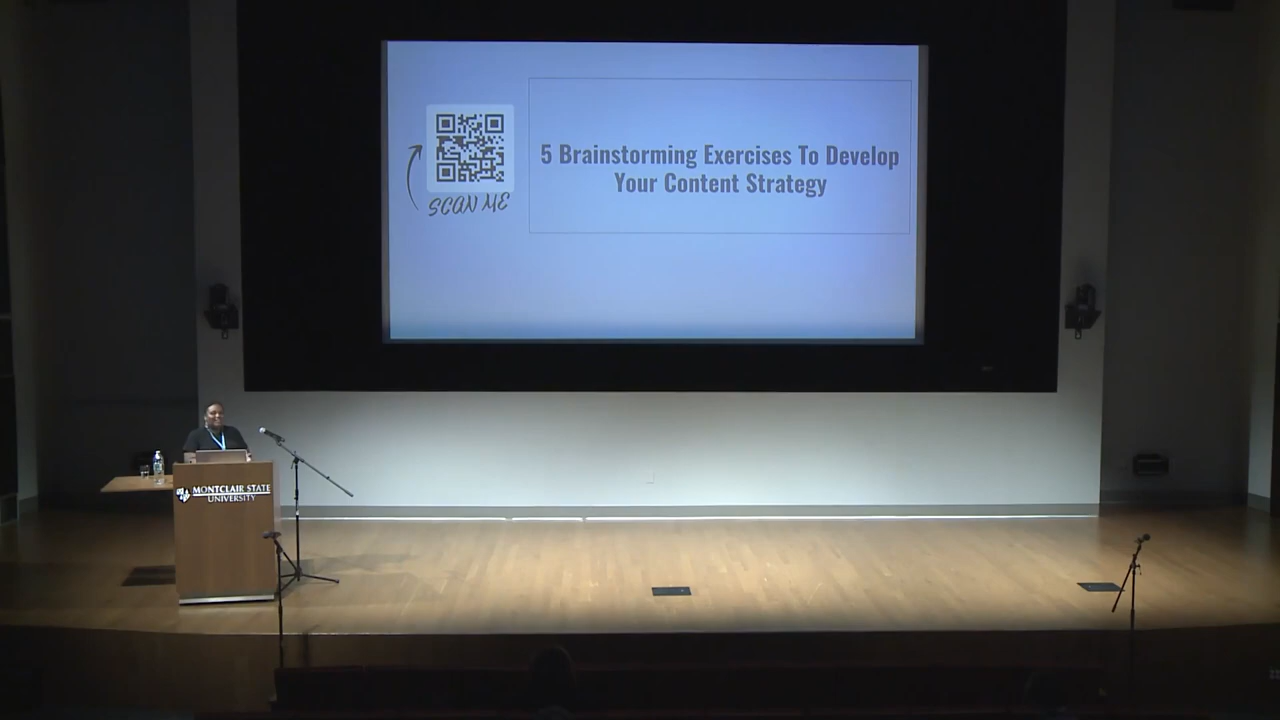 5 Brainstorming Exercises To Develop
Your Content Strategy
SCAN ME
MONTCLAIR STATE
UNIVERSITY